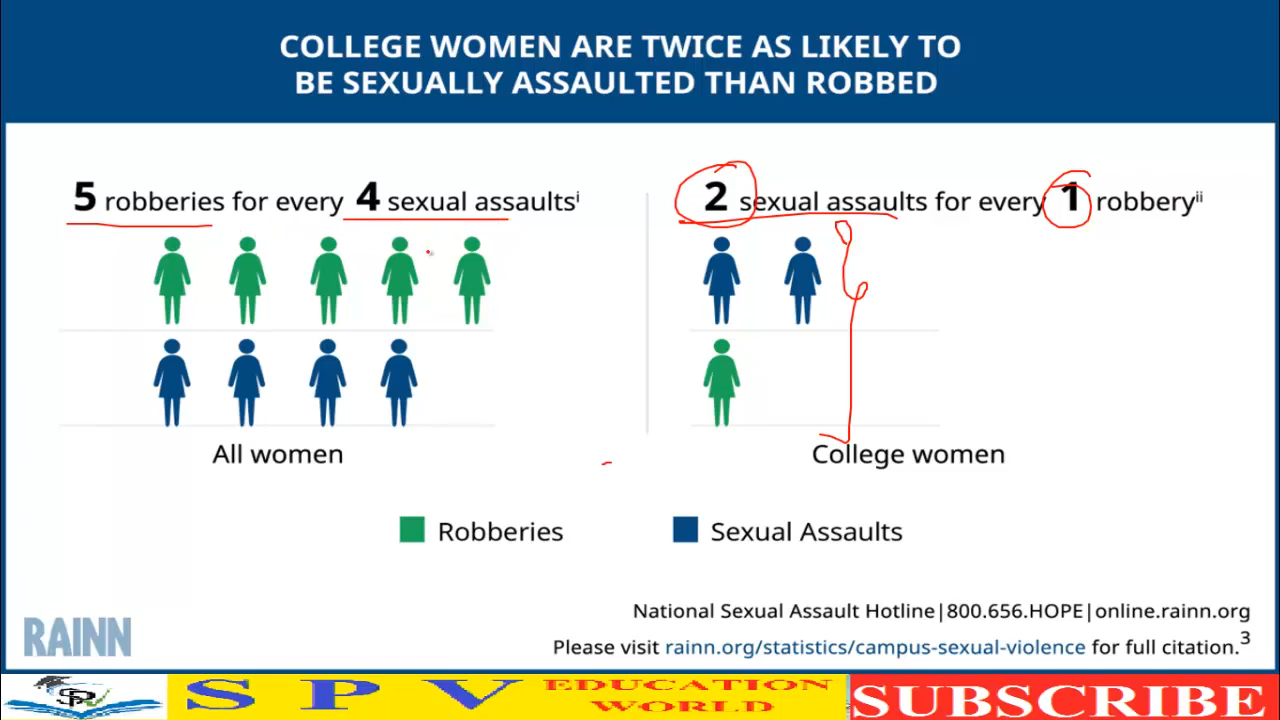 COLLEGE WOMEN ARE TWICE AS LIKELY TO
BE SEXUALLY ASSAULTED THAN ROBBED
5 robberies for every 4 sexual assaultsⁱ
2 sexual assaults for every 1 robberyⁱⁱ
All women
College women
Robberies
Sexual Assaults
National Sexual Assault Hotline|800.656.HOPE|online.rainn.org
RAINN
Please visit rainn.org/statistics/campus-sexual-violence for full citation.³
SPV
S P V
EDUCATION
WORLD
SUBSCRIBE